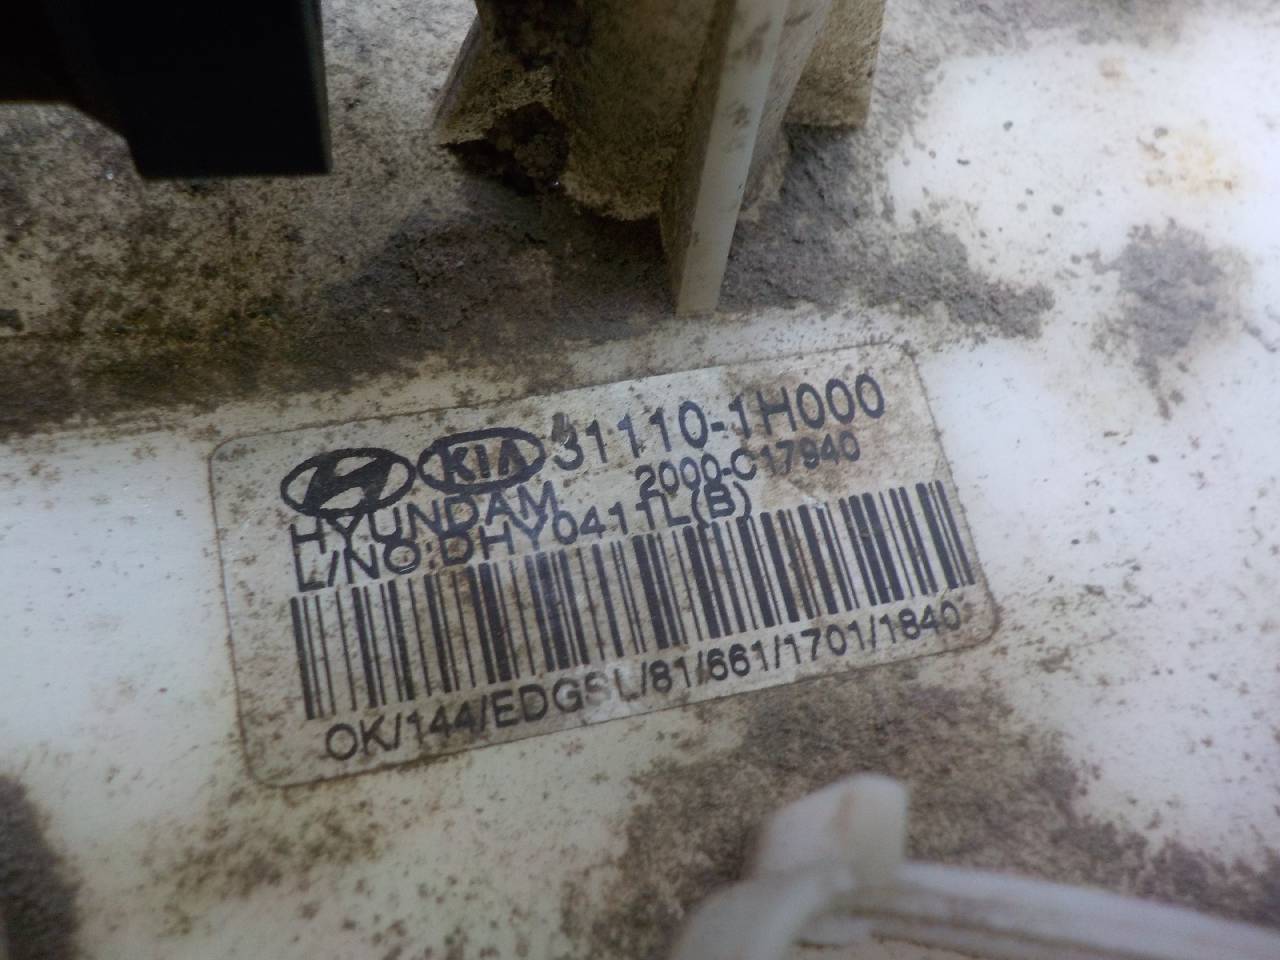 KIA 31110-1H000
HYUNDAM 2000-C17940
L/NO:DHY0411L(B)
OK/144/EDGSL/81/661/1701/1840